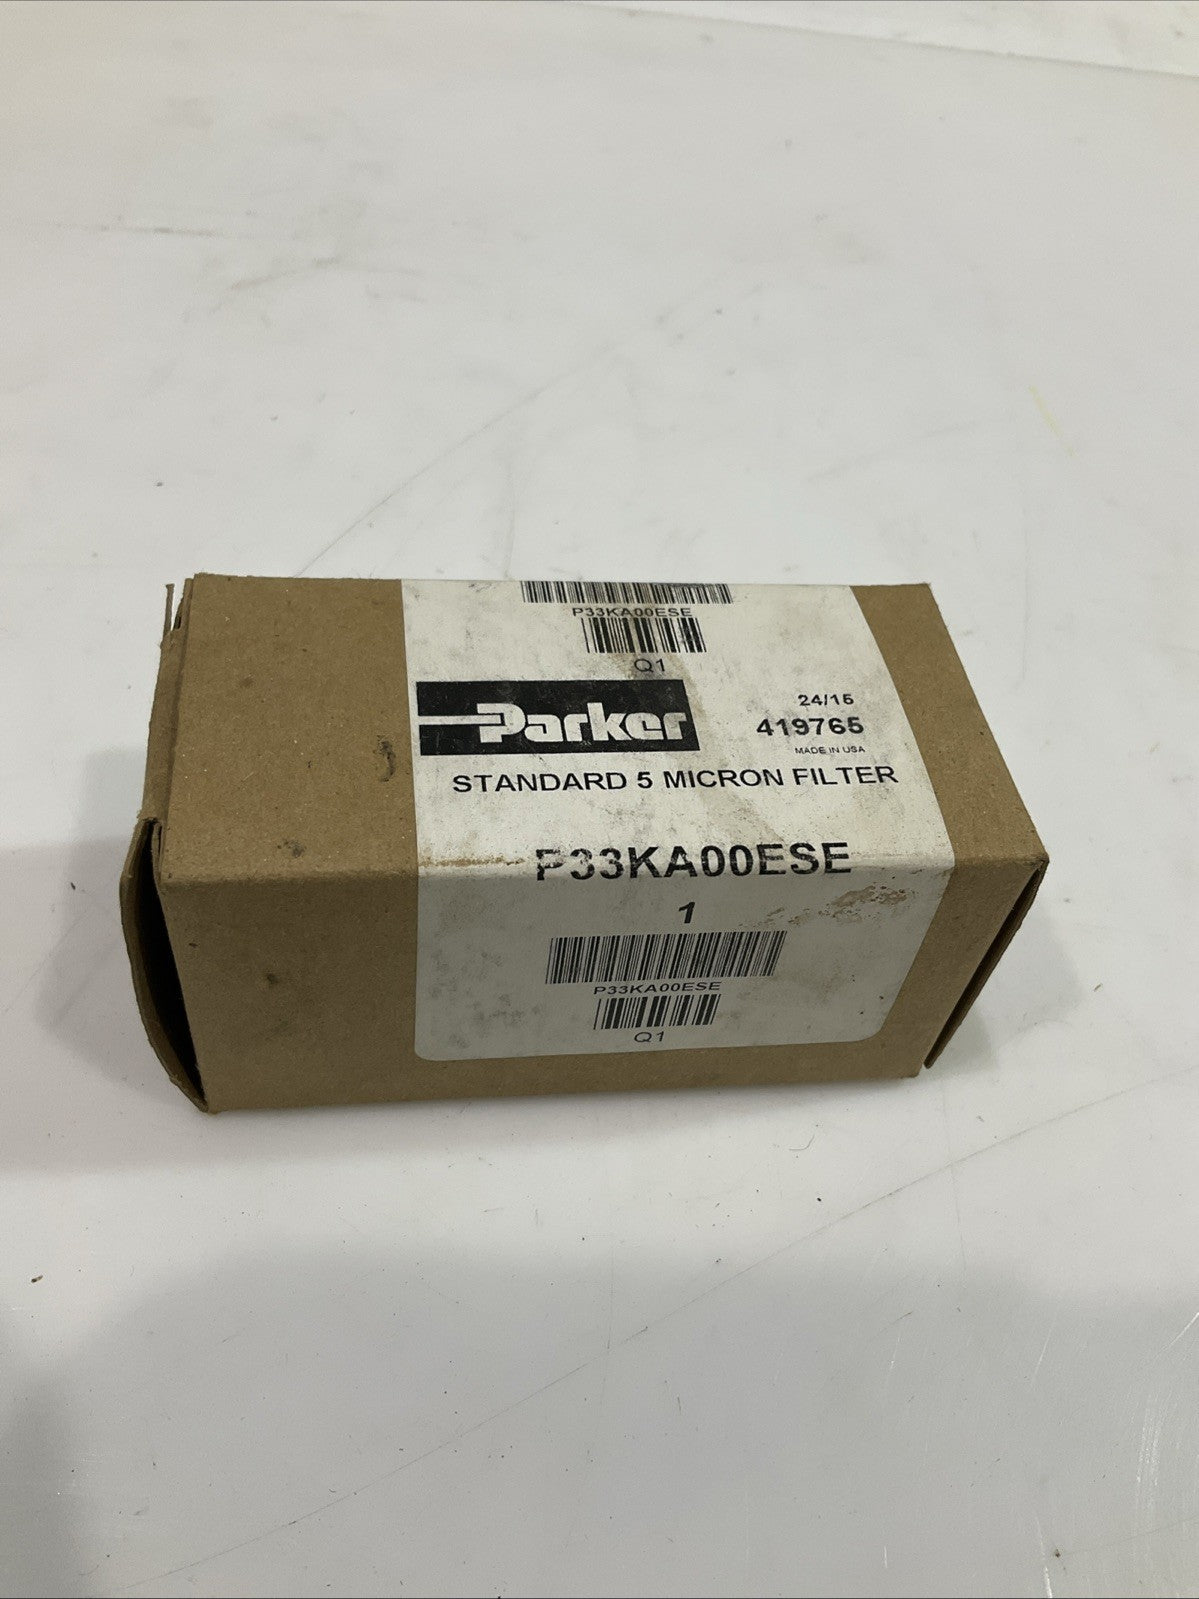 P33KA00ESE
Q1
Parker
24/15
419765
MADE IN USA
STANDARD 5 MICRON FILTER
P33KA00ESE
1
P33KA00ESE
Q1